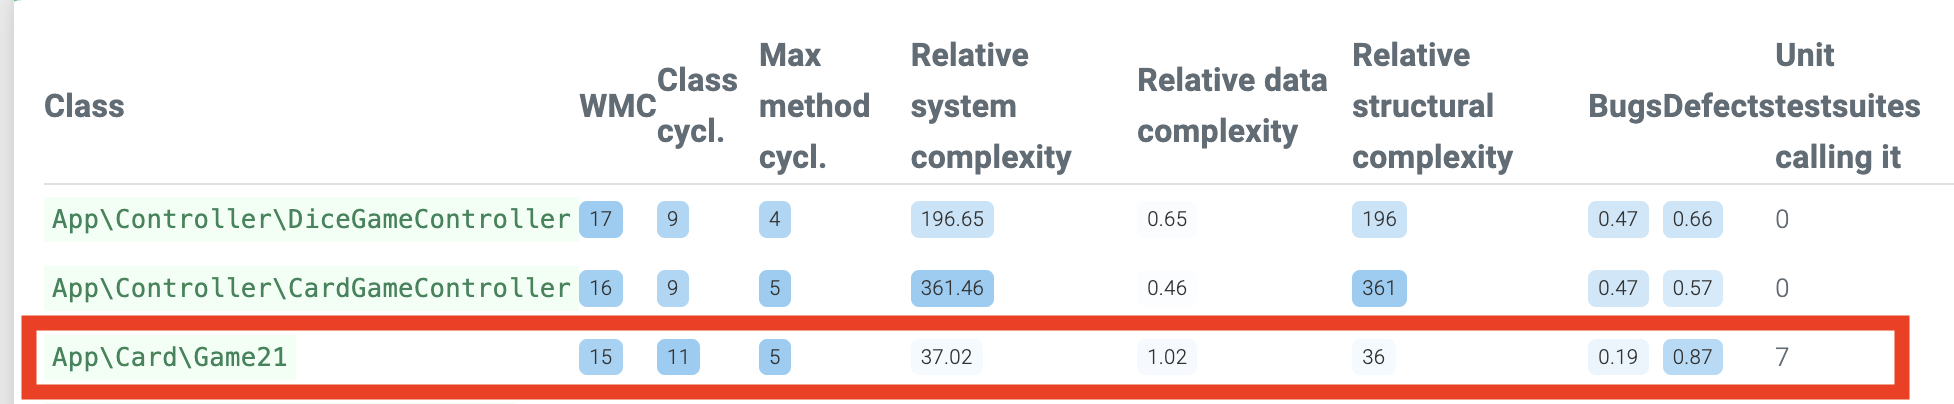 Class WMC Class cycl. Max method cycl. Relative system complexity Relative data complexity Relative structural complexity Bugs Defects Unit testsuites calling it
App\Controller\DiceGameController 17 9 4 196.65 0.65 196 0.47 0.66 0
App\Controller\CardGameController 16 9 5 361.46 0.46 361 0.47 0.57 0
App\Card\Game21 15 11 5 37.02 1.02 36 0.19 0.87 7